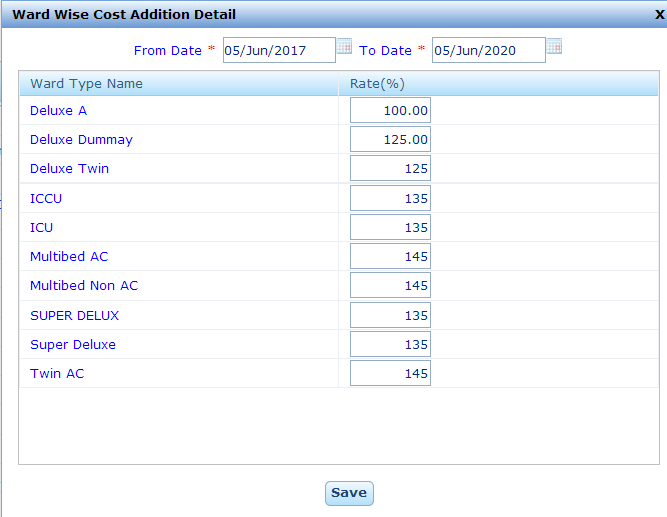 Ward Wise Cost Addition Detail X
From Date * 05/Jun/2017 To Date * 05/Jun/2020
Ward Type Name Rate(%)
Deluxe A 100.00
Deluxe Dummay 125.00
Deluxe Twin 125
ICCU 135
ICU 135
Multibed AC 145
Multibed Non AC 145
SUPER DELUX 135
Super Deluxe 135
Twin AC 145
Save